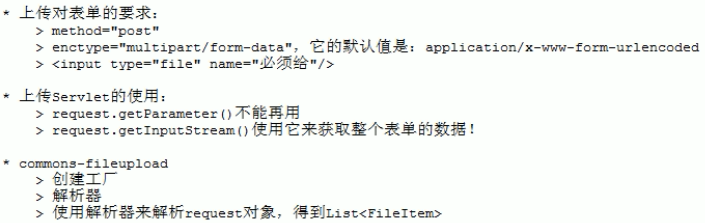 * 上传对表单的要求：
> method="post"
> enctype="multipart/form-data"，它的默认值是：application/x-www-form-urlencoded
> <input type="file" name="必须给"/>
* 上传Servlet的使用：
> request.getParameter()不能再用
> request.getInputStream()使用它来获取整个表单的数据！
* commons-fileupload
> 创建工厂
> 解析器
> 使用解析器来解析request对象，得到List<FileItem>